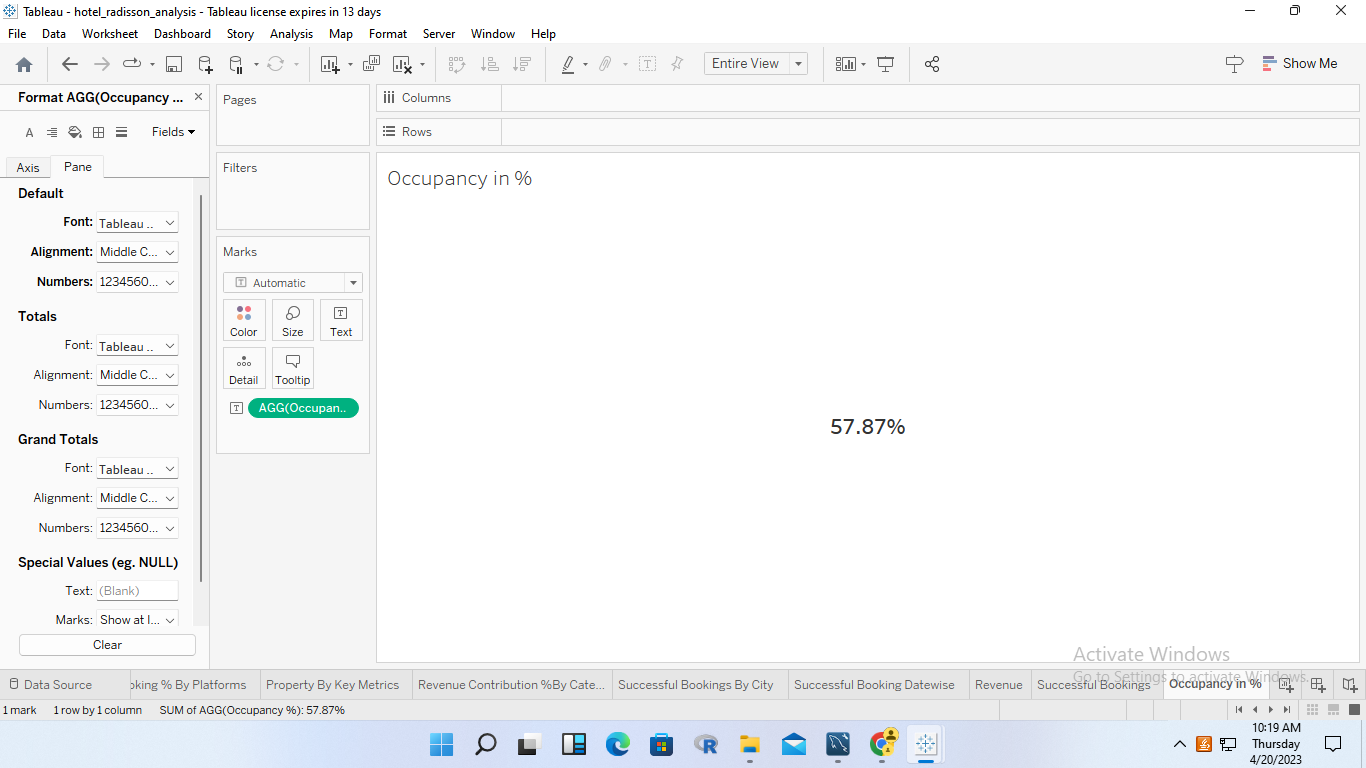 Tableau - hotel_radisson_analysis - Tableau license expires in 13 days
File Data Worksheet Dashboard Story Analysis Map Format Server Window Help
Entire View
Show Me
Format AGG(Occupancy ...
Fields
Axis Pane
Default
Font: Tableau ..
Alignment: Middle C...
Numbers: 1234560...
Totals
Font: Tableau ..
Alignment: Middle C...
Numbers: 1234560...
Grand Totals
Font: Tableau ..
Alignment: Middle C...
Numbers: 1234560...
Special Values (eg. NULL)
Text: (Blank)
Marks: Show at l...
Clear
Pages
Filters
Marks
Automatic
Color Size Text
Detail Tooltip
AGG(Occupan..
Columns
Rows
Occupancy in %
57.87%
Activate Windows
Go to Settings to activate Windows.
Data Source oking % By Platforms Property By Key Metrics Revenue Contribution %By Cate... Successful Bookings By City Successful Booking Datewise Revenue Successful Bookings Occupancy in %
1 mark 1 row by 1 column SUM of AGG(Occupancy %): 57.87%
10:19 AM
Thursday
4/20/2023